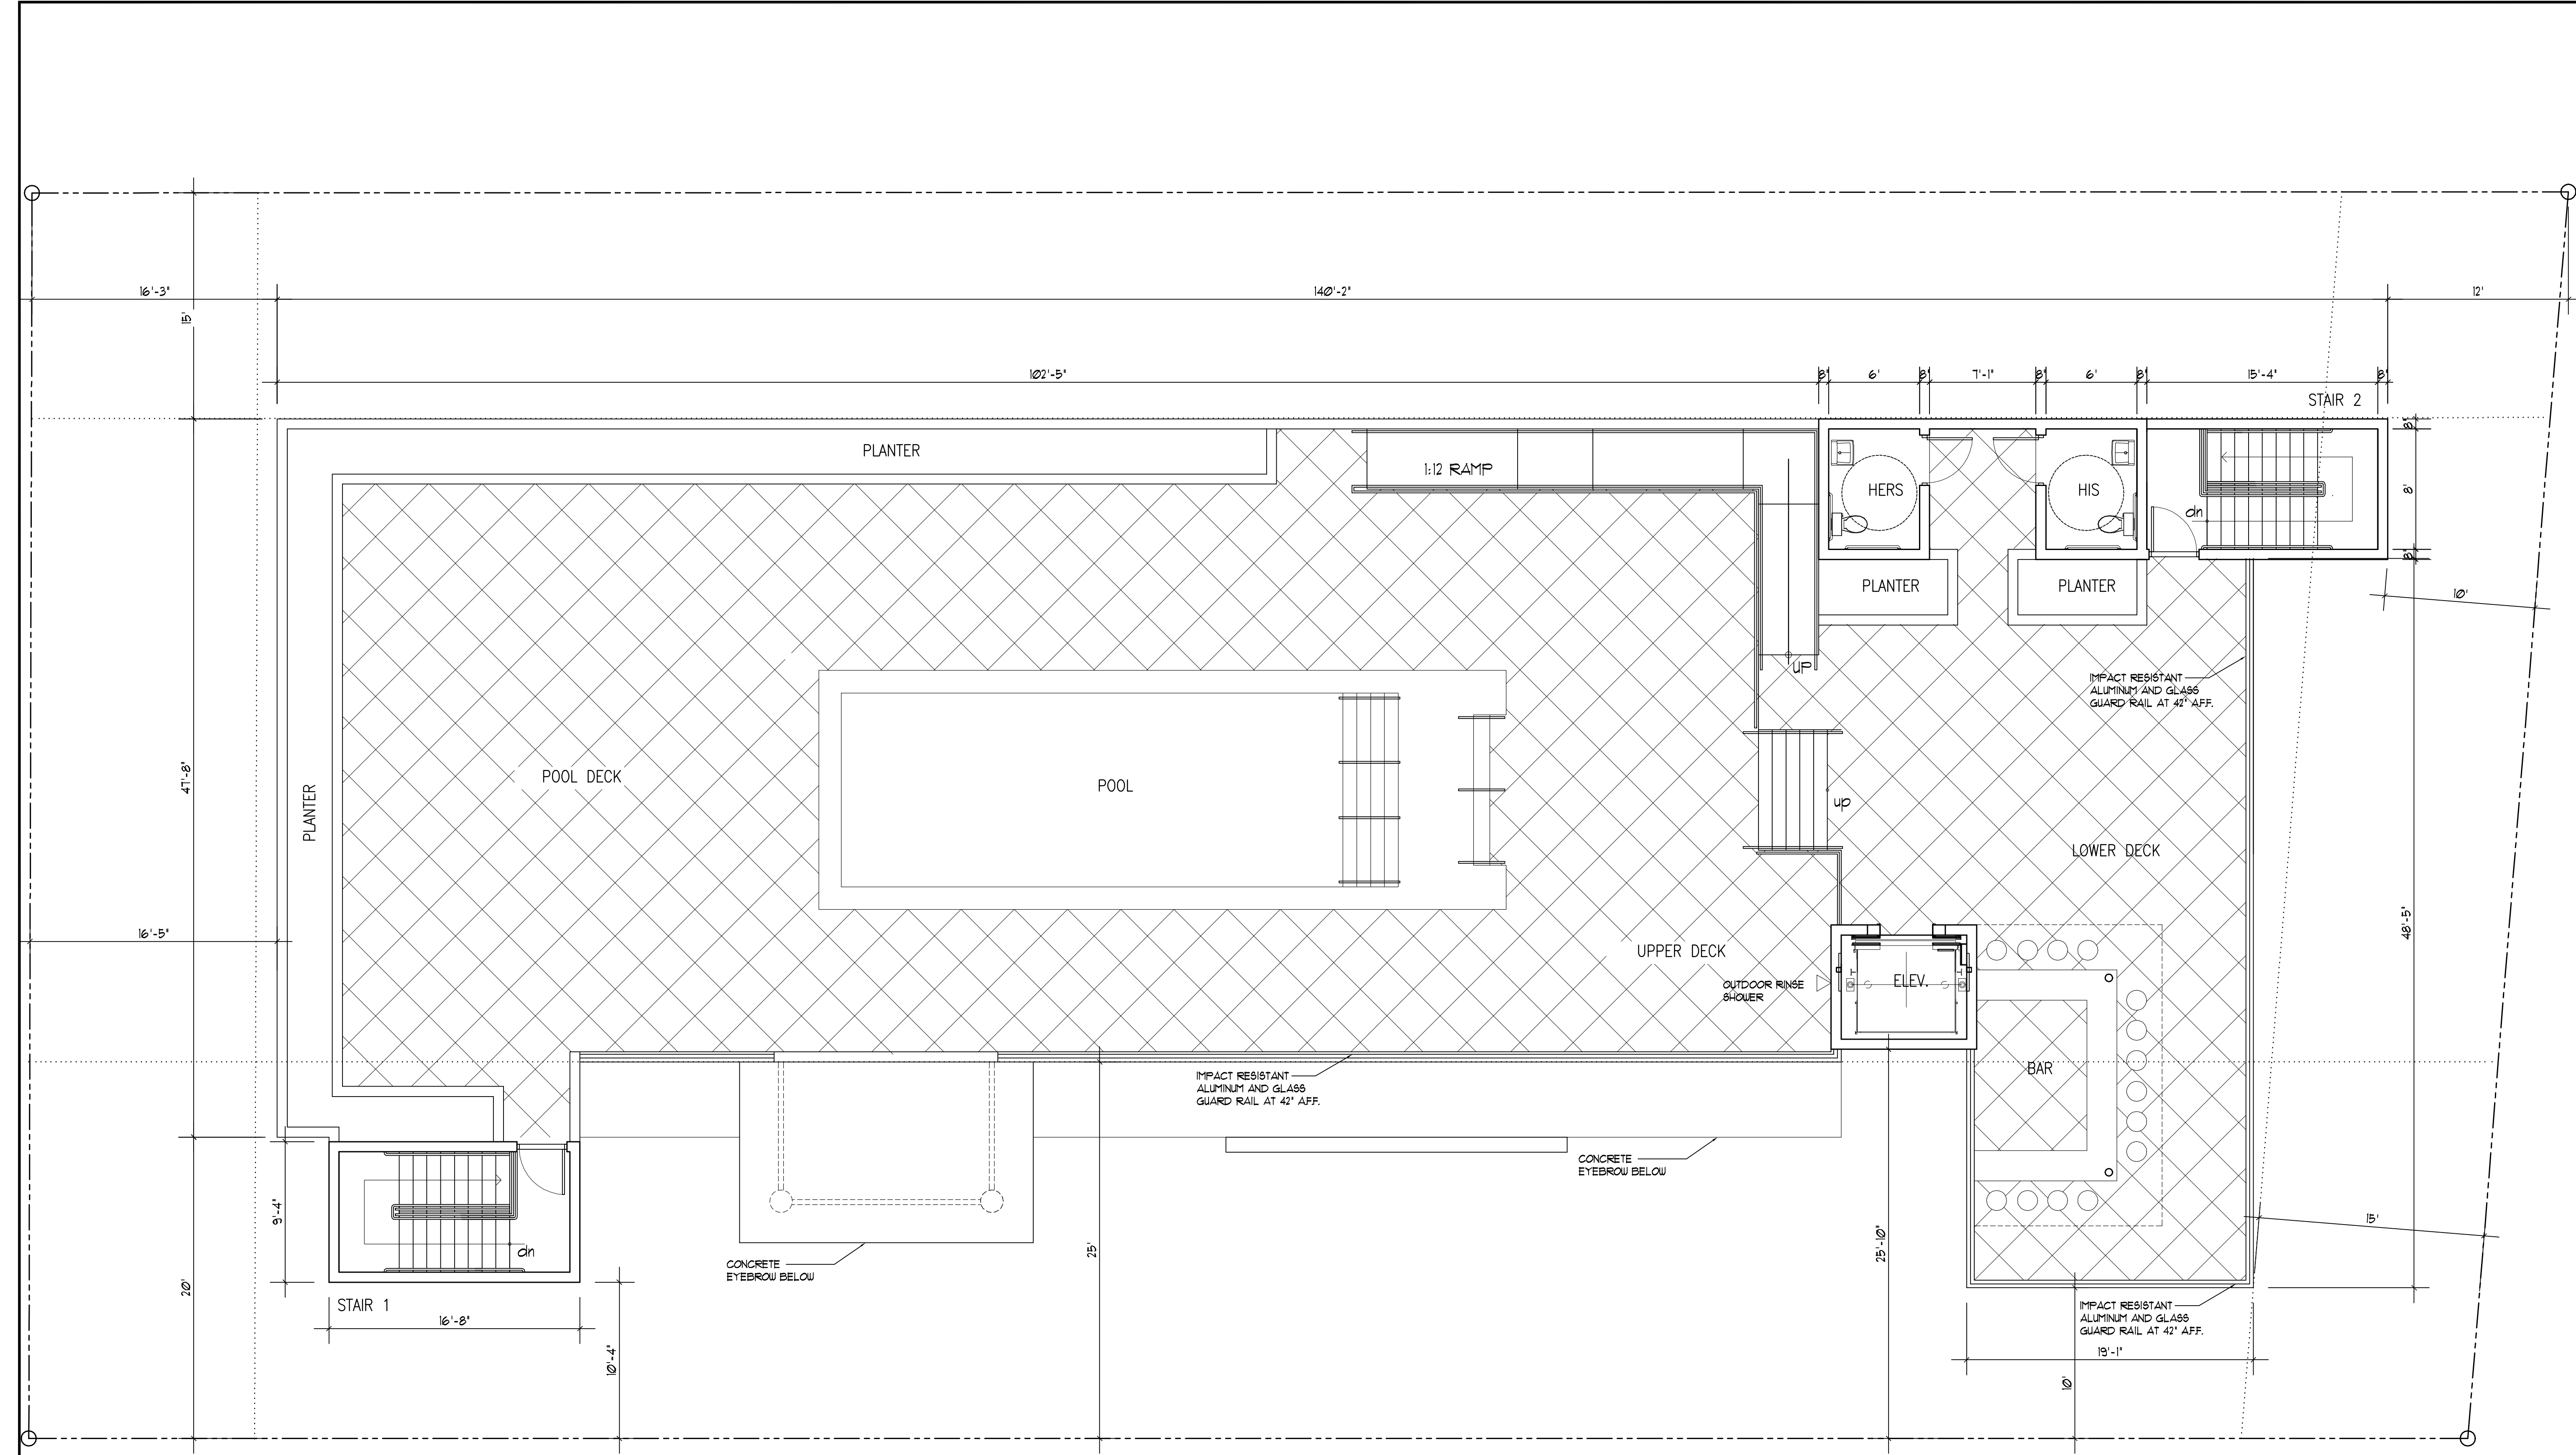 16'-3"
140'-2"
12'
15'
102'-5"
8"
6'
8"
7'-1"
8"
6'
8"
15'-4"
8"
STAIR 2
8"
PLANTER
1:12 RAMP
HERS
HIS
8'
dn
8"
PLANTER
PLANTER
10'
UP
IMPACT RESISTANT
ALUMINUM AND GLASS
GUARD RAIL AT 42" A.F.F.
47'-8"
PLANTER
POOL DECK
POOL
up
LOWER DECK
16'-5"
48'-5"
UPPER DECK
OUTDOOR RINSE
SHOWER
ELEV.
BAR
IMPACT RESISTANT
ALUMINUM AND GLASS
GUARD RAIL AT 42" A.F.F.
CONCRETE
EYEBROW BELOW
9'-4"
dn
15'
25'
25'-10"
CONCRETE
EYEBROW BELOW
20'
STAIR 1
16'-8"
IMPACT RESISTANT
ALUMINUM AND GLASS
GUARD RAIL AT 42" A.F.F.
10'-4"
19'-1"
10'